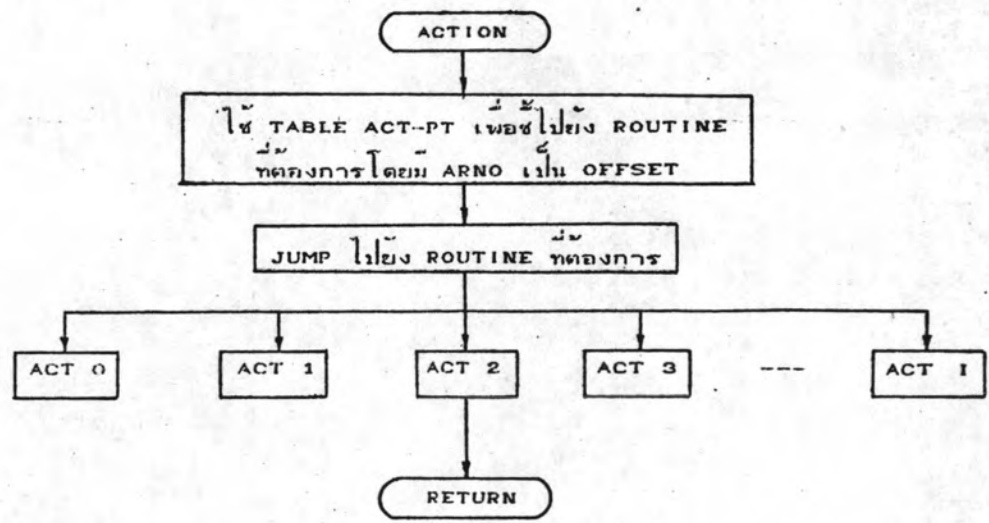 ACTION
ใช้ TABLE ACT-PT เพื่อชี้ไปยัง ROUTINE
ที่ต้องการโดยมี ARNO เป็น OFFSET
JUMP ไปยัง ROUTINE ที่ต้องการ
ACT 0 ACT 1 ACT 2 ACT 3 --- ACT I
RETURN